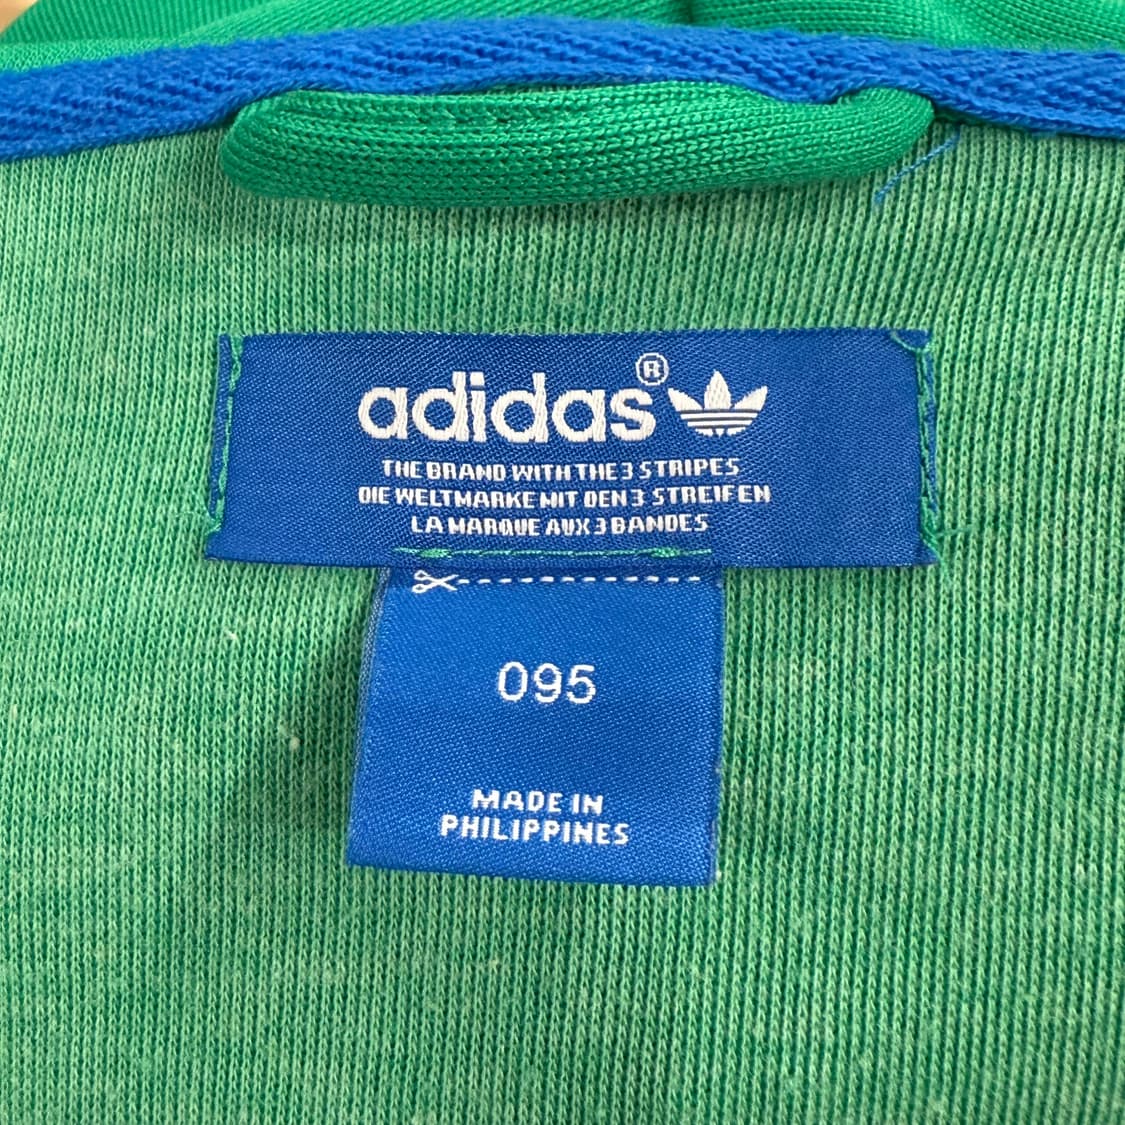 adidas®
THE BRAND WITH THE 3 STRIPES
DIE WELTMARKE MIT DEN 3 STREIFEN
LA MARQUE AUX 3 BANDES
095
MADE IN
PHILIPPINES